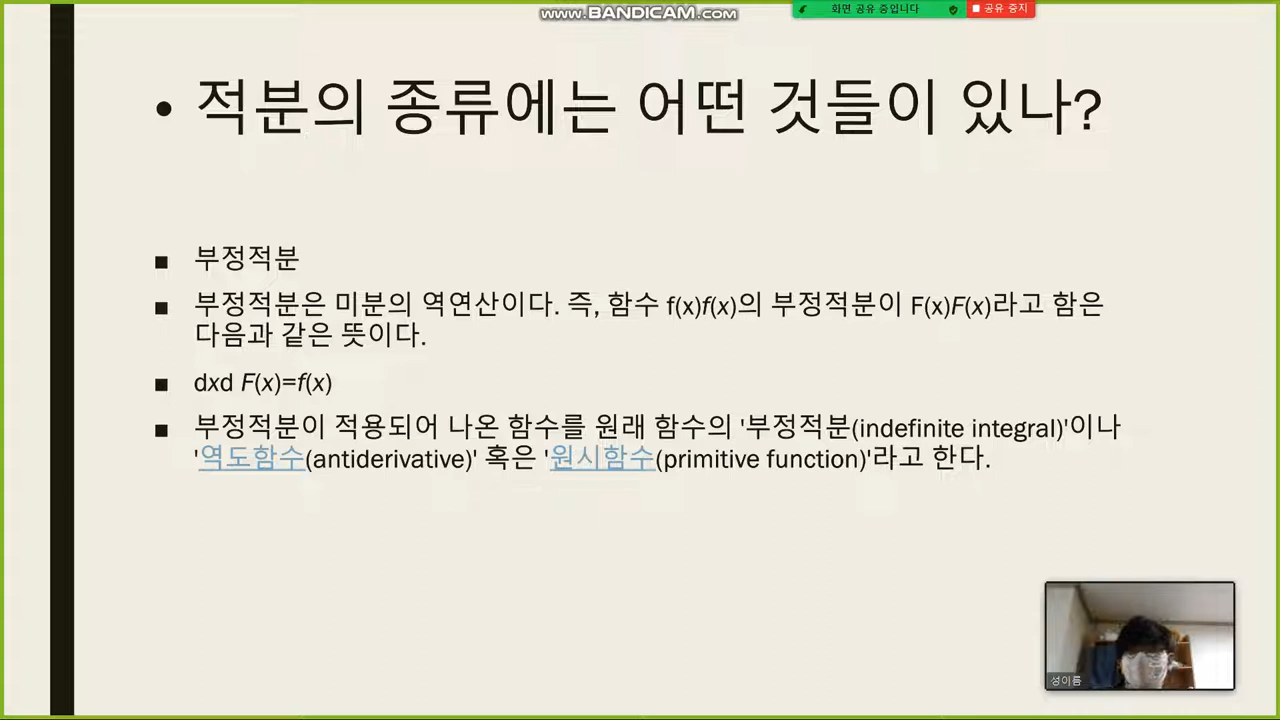 www.BANDICAM.com
화면 공유 중입니다
공유 중지
• 적분의 종류에는 어떤 것들이 있나?
■ 부정적분
■ 부정적분은 미분의 역연산이다. 즉, 함수 f(x)f(x)의 부정적분이 F(x)F(x)라고 함은
다음과 같은 뜻이다.
■ dxd F(x)=f(x)
■ 부정적분이 적용되어 나온 함수를 원래 함수의 '부정적분(indefinite integral)'이나
'역도함수(antiderivative)' 혹은 '원시함수(primitive function)'라고 한다.
성이름